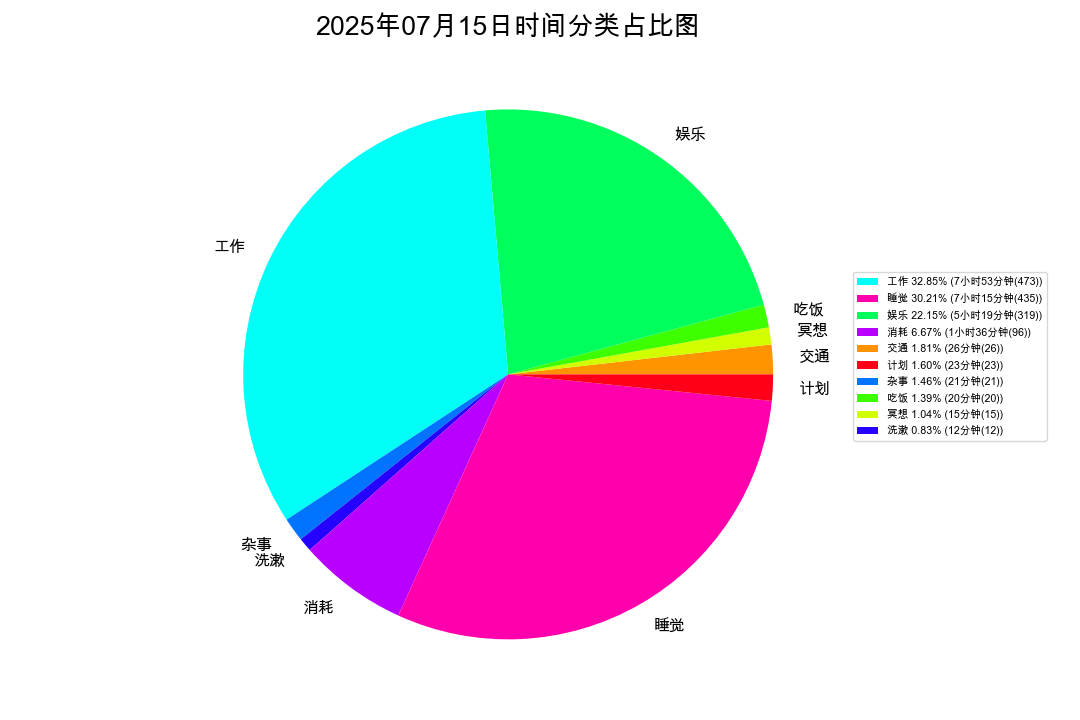 2025年07月15日时间分类占比图
娱乐
工作
吃饭
冥想
交通
计划
杂事
洗漱
消耗
睡觉
工作 32.85% (7小时53分钟(473))
睡觉 30.21% (7小时15分钟(435))
娱乐 22.15% (5小时19分钟(319))
消耗 6.67% (1小时36分钟(96))
交通 1.81% (26分钟(26))
计划 1.60% (23分钟(23))
杂事 1.46% (21分钟(21))
吃饭 1.39% (20分钟(20))
冥想 1.04% (15分钟(15))
洗漱 0.83% (12分钟(12))